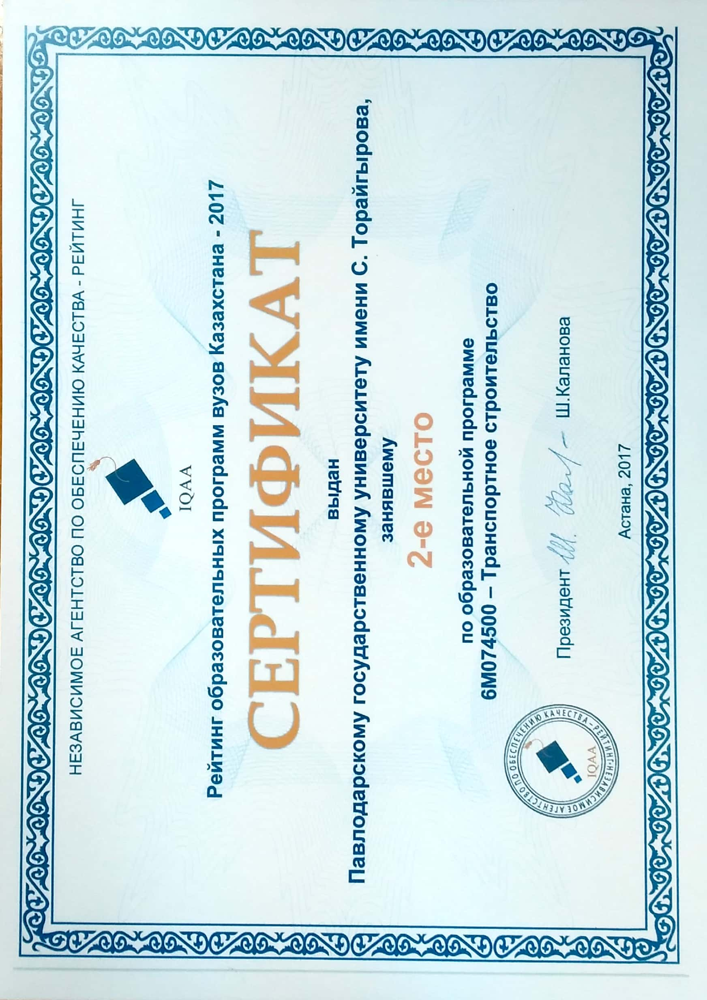 НЕЗАВИСИМОЕ АГЕНТСТВО ПО ОБЕСПЕЧЕНИЮ КАЧЕСТВА - РЕЙТИНГ
IQAA
Рейтинг образовательных программ вузов Казахстана - 2017
СЕРТИФИКАТ
выдан
Павлодарскому государственному университету имени С. Торайгырова,
занявшему
2-е место
по образовательной программе
6М074500 – Транспортное строительство
Президент Ш.Каланова
НЕЗАВИСИМОЕ АГЕНТСТВО ПО ОБЕСПЕЧЕНИЮ КАЧЕСТВА – РЕЙТИНГ
IQAA
Астана, 2017